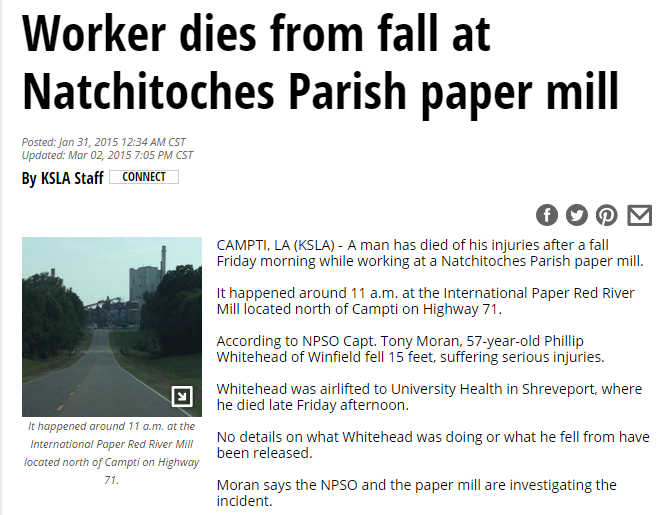 Worker dies from fall at
Natchitoches Parish paper mill
Posted: Jan 31, 2015 12:34 AM CST
Updated: Mar 02, 2015 7:05 PM CST
By KSLA Staff CONNECT
CAMPTI, LA (KSLA) - A man has died of his injuries after a fall
Friday morning while working at a Natchitoches Parish paper mill.
It happened around 11 a.m. at the International Paper Red River
Mill located north of Campti on Highway 71.
According to NPSO Capt. Tony Moran, 57-year-old Phillip
Whitehead of Winfield fell 15 feet, suffering serious injuries.
Whitehead was airlifted to University Health in Shreveport, where
he died late Friday afternoon.
No details on what Whitehead was doing or what he fell from have
been released.
Moran says the NPSO and the paper mill are investigating the
incident.
It happened around 11 a.m. at the
International Paper Red River Mill
located north of Campti on Highway
71.